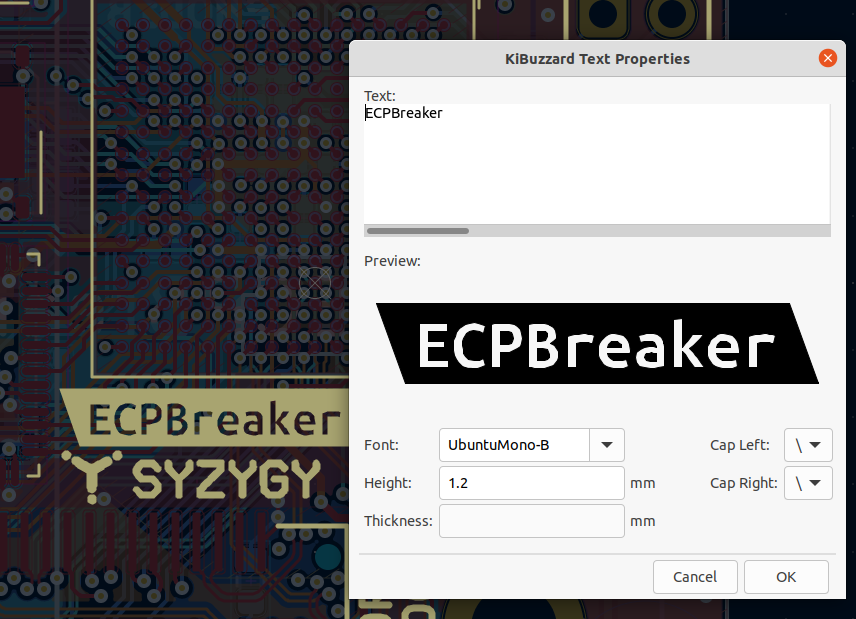 KiBuzzard Text Properties
Text:
ECPBreaker
Preview:
ECPBreaker
ECPBreaker
SYZYGY
Font:
UbuntuMono-B
Cap Left:
\
Height:
1.2
mm
Cap Right:
\
Thickness:
mm
Cancel
OK